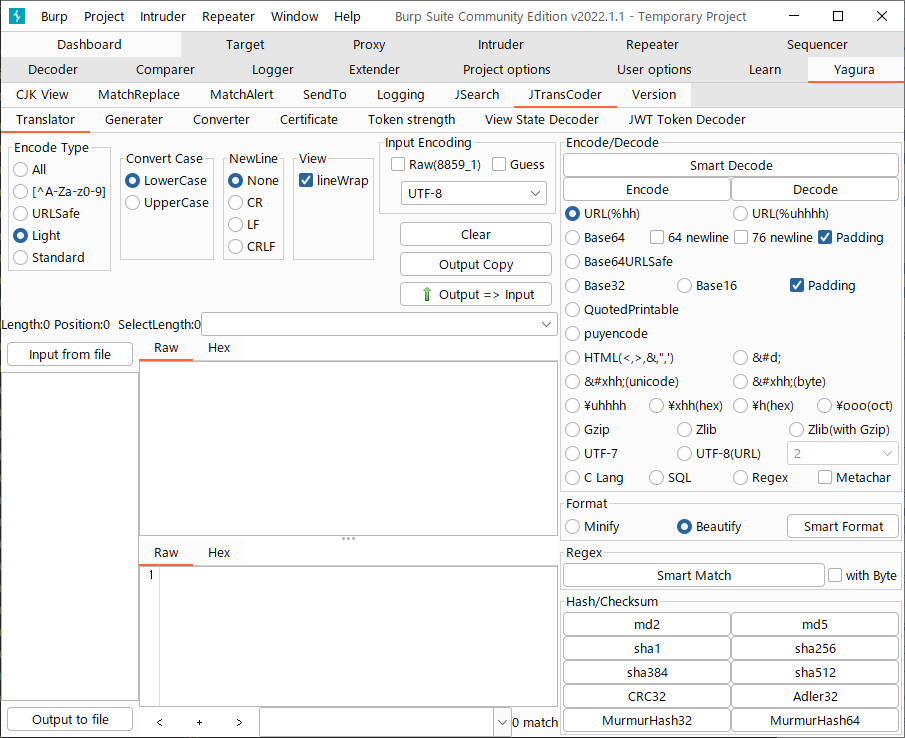 Burp Project Intruder Repeater Window Help Burp Suite Community Edition v2022.1.1 - Temporary Project
Dashboard Target Proxy Intruder Repeater Sequencer
Decoder Comparer Logger Extender Project options User options Learn Yagura
CJK View MatchReplace MatchAlert SendTo Logging JSearch JTransCoder Version
Translator Generater Converter Certificate Token strength View State Decoder JWT Token Decoder
Encode Type
All
[^A-Za-z0-9]
URLSafe
Light
Standard
Convert Case
LowerCase
UpperCase
NewLine
None
CR
LF
CRLF
View
lineWrap
Input Encoding
Raw(8859_1) Guess
UTF-8
Clear
Output Copy
Output => Input
Length:0 Position:0 SelectLength:0
Input from file
Raw Hex
Raw Hex
1
Output to file
< + > 0 match
Encode/Decode
Smart Decode
Encode Decode
URL(%hh) URL(%uhhhh)
Base64 64 newline 76 newline Padding
Base64URLSafe
Base32 Base16 Padding
QuotedPrintable
puyencode
HTML(<,>,&,",') &#d;
&#xhh;(unicode) &#xhh;(byte)
¥uhhhh ¥xhh(hex) ¥h(hex) ¥ooo(oct)
Gzip Zlib Zlib(with Gzip)
UTF-7 UTF-8(URL) 2
C Lang SQL Regex Metachar
Format
Minify Beautify Smart Format
Regex
Smart Match with Byte
Hash/Checksum
md2 md5
sha1 sha256
sha384 sha512
CRC32 Adler32
MurmurHash32 MurmurHash64